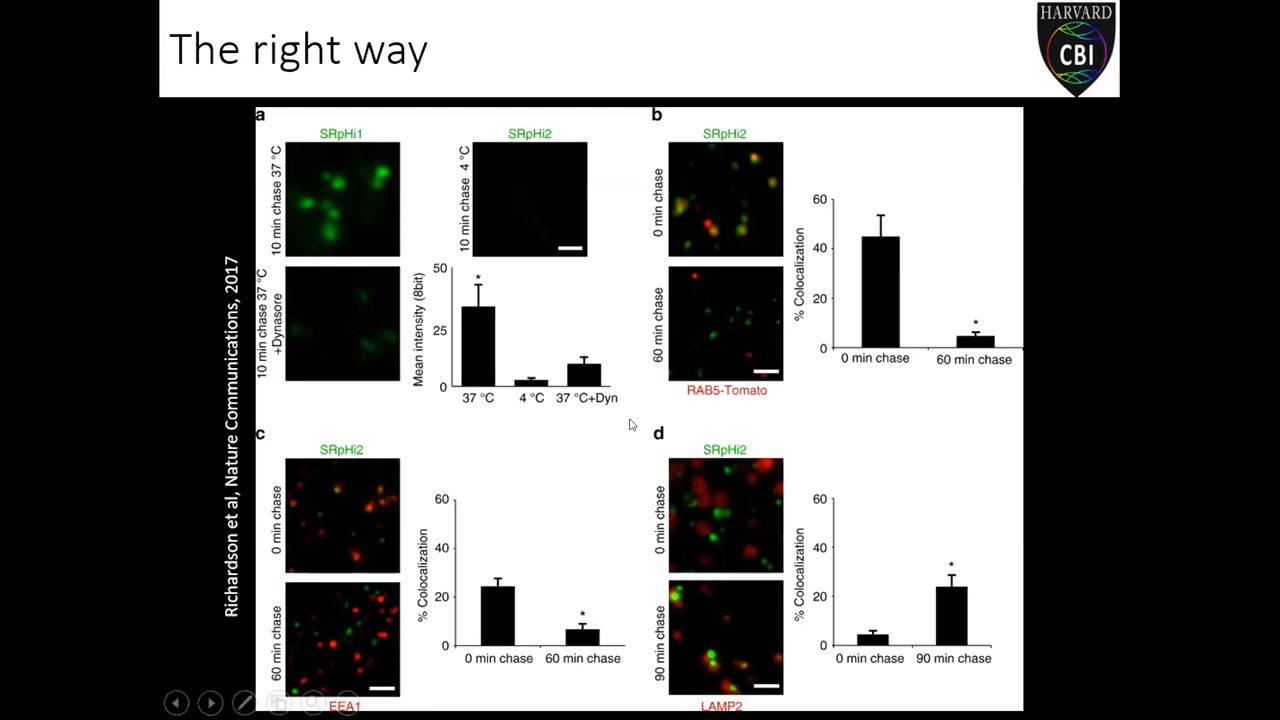 The right way
HARVARD
CBI
Richardson et al, Nature Communications, 2017
a
SRpHi1
10 min chase 37 °C
SRpHi2
10 min chase 4 °C
10 min chase 37 °C
+Dynasore
Mean intensity (8bit)
50
25
0
*
37 °C
4 °C
37 °C+Dyn
b
SRpHi2
0 min chase
60 min chase
RAB5-Tomato
% Colocalization
60
40
20
0
*
0 min chase
60 min chase
c
SRpHi2
0 min chase
60 min chase
EEA1
% Colocalization
60
40
20
0
*
0 min chase
60 min chase
d
SRpHi2
0 min chase
90 min chase
LAMP2
% Colocalization
60
40
20
0
*
0 min chase
90 min chase